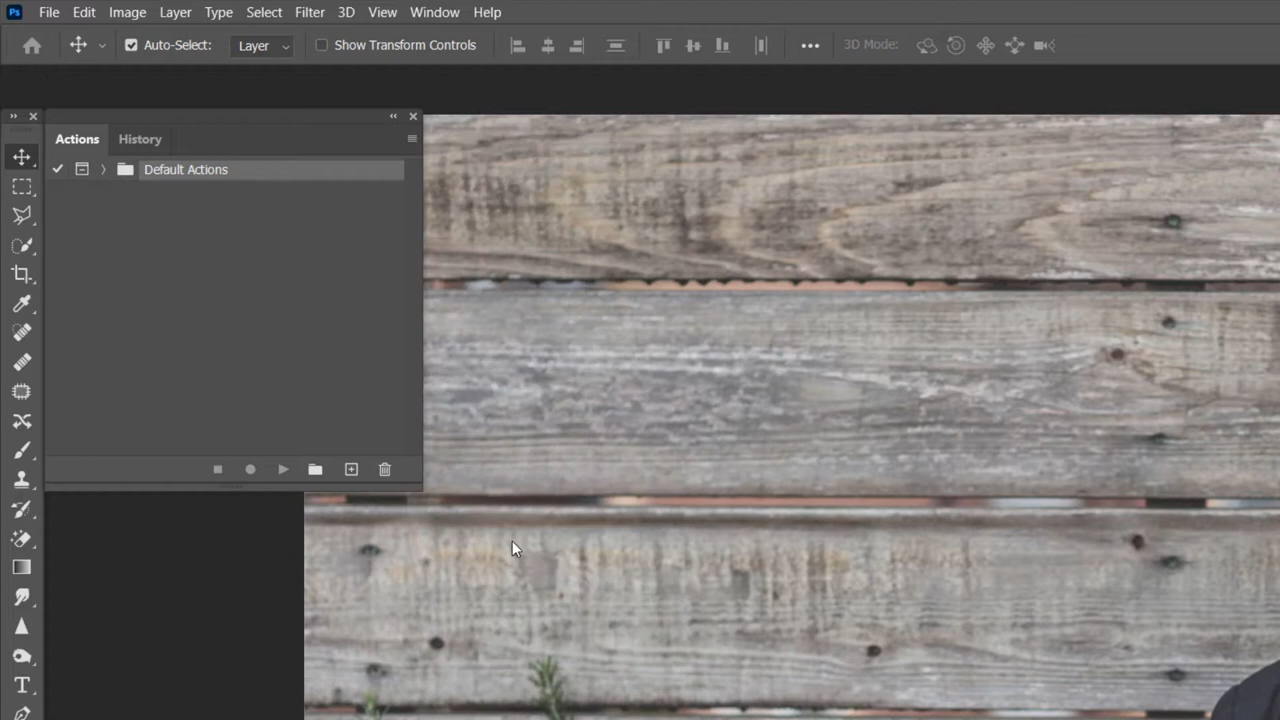 Ps File Edit Image Layer Type Select Filter 3D View Window Help
Auto-Select: Layer Show Transform Controls 3D Mode:
Actions History
Default Actions
T